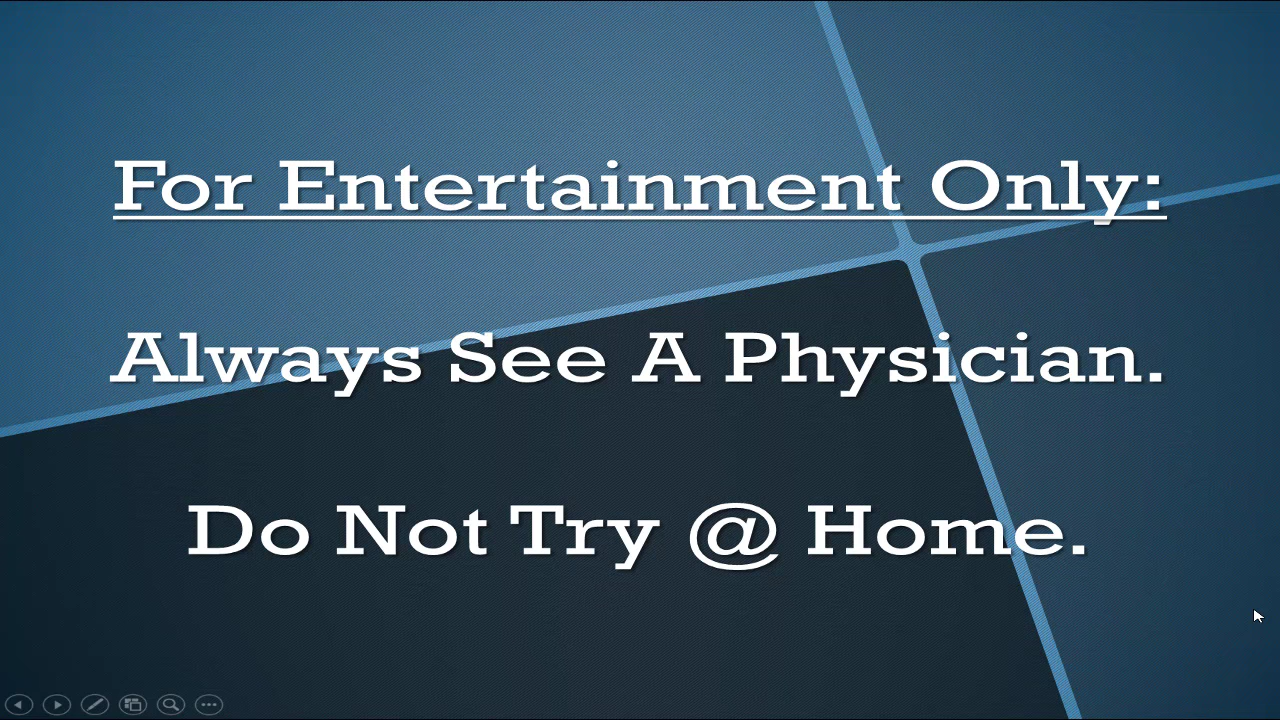 For Entertainment Only:
Always See A Physician.
Do Not Try @ Home.